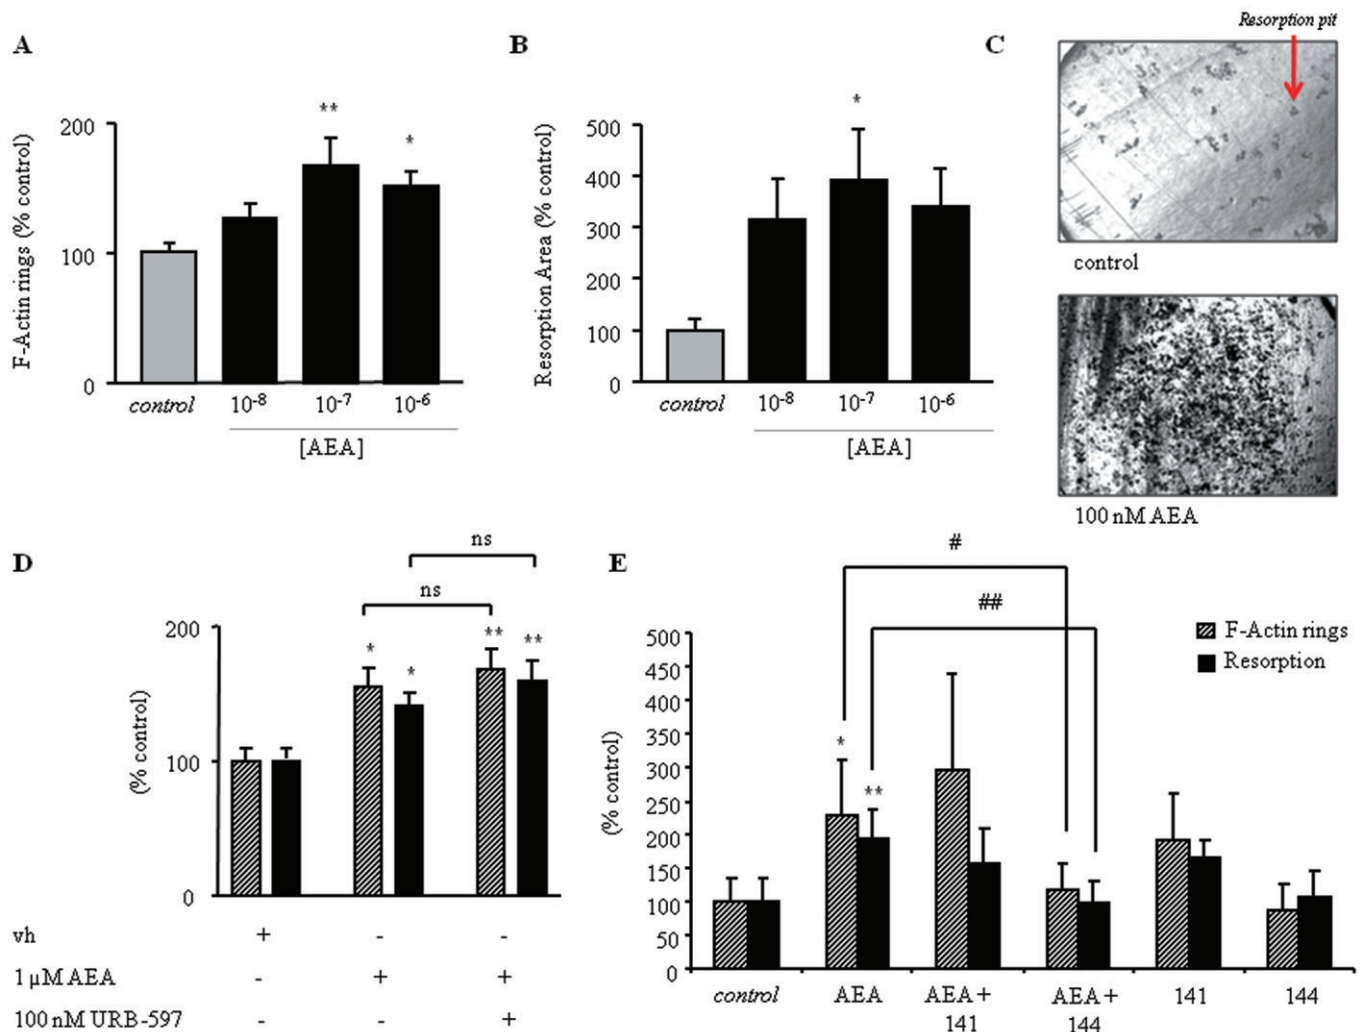 A
F-Actin rings (% control)
200
100
0
**
*
control 10-8 10-7 10-6
[AEA]
B
Resorption Area (% control)
500
400
300
200
100
0
*
control 10-8 10-7 10-6
[AEA]
C
Resorption pit
control
100 nM AEA
D
(% control)
200
100
0
ns
ns
* * ** **
vh + - -
1 µM AEA - + +
100 nM URB-597 - - +
E
(% control)
500
450
400
350
300
250
200
150
100
50
0
#
##
*
**
F-Actin rings
Resorption
control AEA AEA + AEA + 141 144
141 144